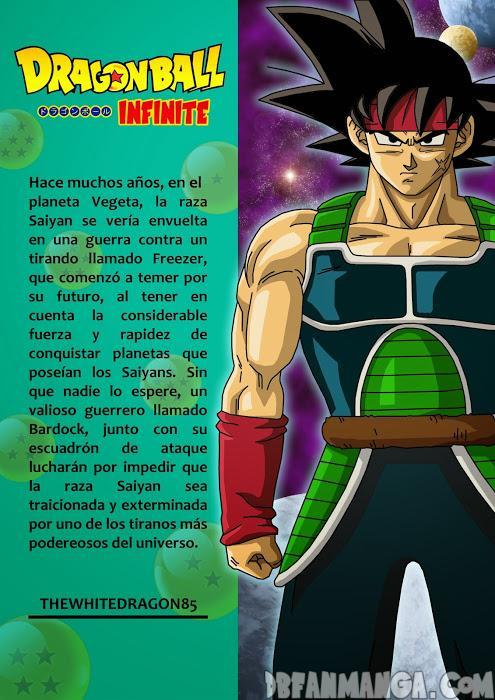 DRAGON BALL
ドラゴンボール INFINITE
Hace muchos años, en el
planeta Vegeta, la raza
Saiyan se vería envuelta
en una guerra contra un
tirando llamado Freezer,
que comenzó a temer por
su futuro, al tener en
cuenta la considerable
fuerza y rapidez de
conquistar planetas que
poseían los Saiyans. Sin
que nadie lo espere, un
valioso guerrero llamado
Bardock, junto con su
escuadrón de ataque
lucharán por impedir que
la raza Saiyan sea
traicionada y exterminada
por uno de los tiranos más
podereosos del universo.
THEWHITEDRAGON85
DBFANMANGA.COM